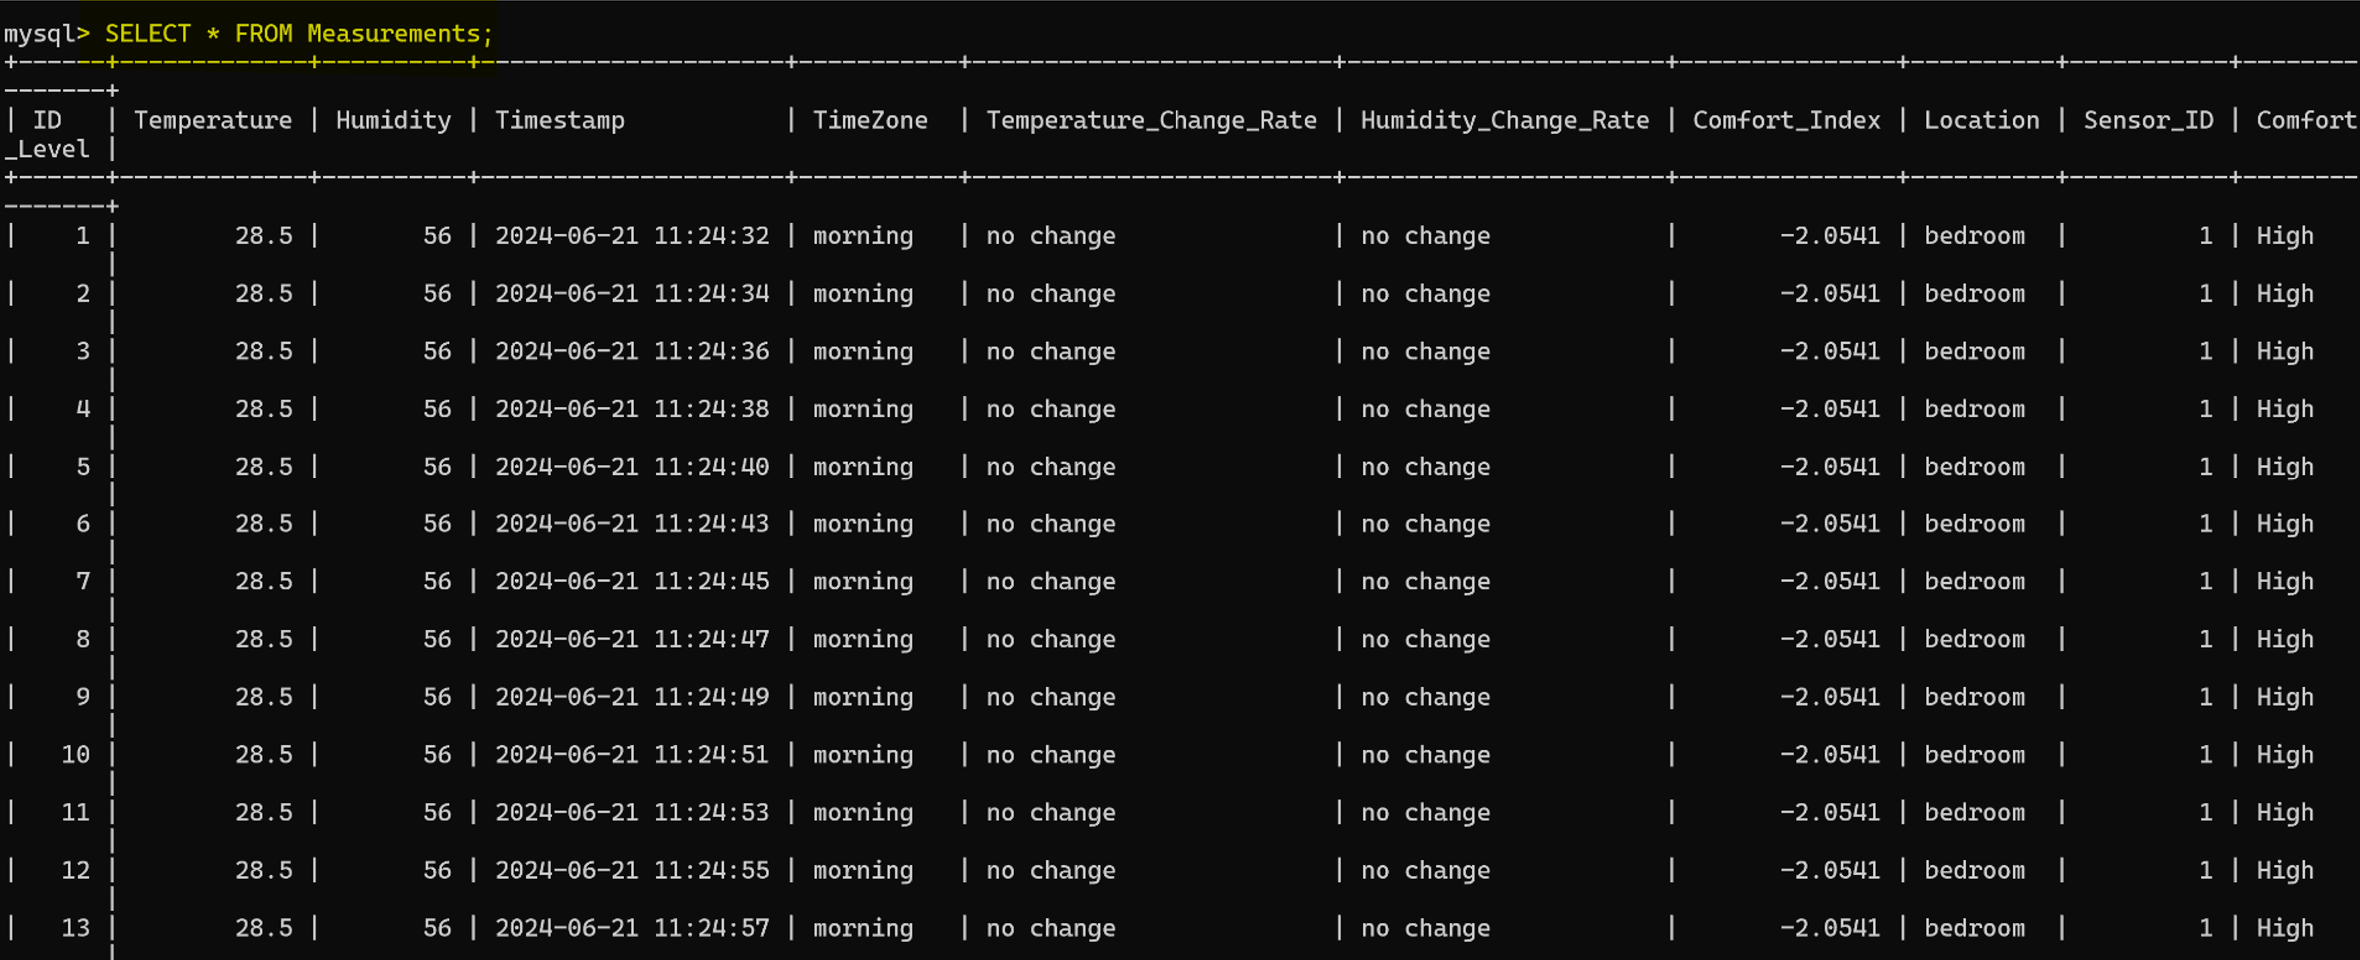 mysql> SELECT * FROM Measurements;
+------+-------------+----------+---------------------+-----------+-------------------------+----------------------+---------------+----------+-----------+--------
-------+
| ID   | Temperature | Humidity | Timestamp           | TimeZone  | Temperature_Change_Rate | Humidity_Change_Rate | Comfort_Index | Location | Sensor_ID | Comfort
_Level |
+------+-------------+----------+---------------------+-----------+-------------------------+----------------------+---------------+----------+-----------+--------
-------+
|    1 |        28.5 |       56 | 2024-06-21 11:24:32 | morning   | no change               | no change            |       -2.0541 | bedroom  |         1 | High
       |
|    2 |        28.5 |       56 | 2024-06-21 11:24:34 | morning   | no change               | no change            |       -2.0541 | bedroom  |         1 | High
       |
|    3 |        28.5 |       56 | 2024-06-21 11:24:36 | morning   | no change               | no change            |       -2.0541 | bedroom  |         1 | High
       |
|    4 |        28.5 |       56 | 2024-06-21 11:24:38 | morning   | no change               | no change            |       -2.0541 | bedroom  |         1 | High
       |
|    5 |        28.5 |       56 | 2024-06-21 11:24:40 | morning   | no change               | no change            |       -2.0541 | bedroom  |         1 | High
       |
|    6 |        28.5 |       56 | 2024-06-21 11:24:43 | morning   | no change               | no change            |       -2.0541 | bedroom  |         1 | High
       |
|    7 |        28.5 |       56 | 2024-06-21 11:24:45 | morning   | no change               | no change            |       -2.0541 | bedroom  |         1 | High
       |
|    8 |        28.5 |       56 | 2024-06-21 11:24:47 | morning   | no change               | no change            |       -2.0541 | bedroom  |         1 | High
       |
|    9 |        28.5 |       56 | 2024-06-21 11:24:49 | morning   | no change               | no change            |       -2.0541 | bedroom  |         1 | High
       |
|   10 |        28.5 |       56 | 2024-06-21 11:24:51 | morning   | no change               | no change            |       -2.0541 | bedroom  |         1 | High
       |
|   11 |        28.5 |       56 | 2024-06-21 11:24:53 | morning   | no change               | no change            |       -2.0541 | bedroom  |         1 | High
       |
|   12 |        28.5 |       56 | 2024-06-21 11:24:55 | morning   | no change               | no change            |       -2.0541 | bedroom  |         1 | High
       |
|   13 |        28.5 |       56 | 2024-06-21 11:24:57 | morning   | no change               | no change            |       -2.0541 | bedroom  |         1 | High
       |